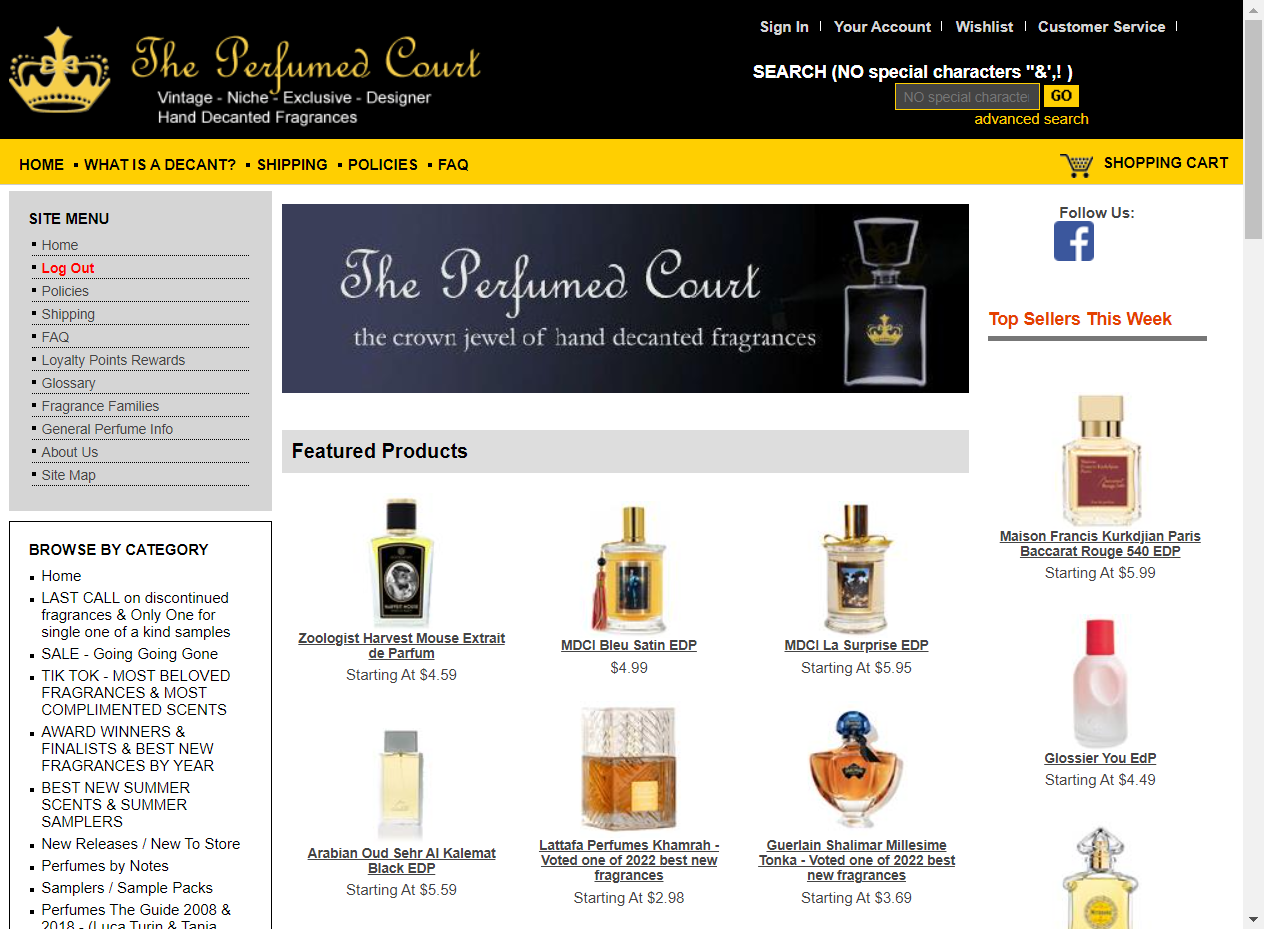 Sign In
Your Account
Wishlist
Customer Service
The Perfumed Court
Vintage - Niche - Exclusive - Designer
Hand Decanted Fragrances
SEARCH (NO special characters "&',! )
NO special characte
GO
advanced search
HOME
WHAT IS A DECANT?
SHIPPING
POLICIES
FAQ
SHOPPING CART
SITE MENU
Home
Log Out
Policies
Shipping
FAQ
Loyalty Points Rewards
Glossary
Fragrance Families
General Perfume Info
About Us
Site Map
BROWSE BY CATEGORY
Home
LAST CALL on discontinued
fragrances & Only One for
single one of a kind samples
SALE - Going Going Gone
TIK TOK - MOST BELOVED
FRAGRANCES & MOST
COMPLIMENTED SCENTS
AWARD WINNERS &
FINALISTS & BEST NEW
FRAGRANCES BY YEAR
BEST NEW SUMMER
SCENTS & SUMMER
SAMPLERS
New Releases / New To Store
Perfumes by Notes
Samplers / Sample Packs
Perfumes The Guide 2008 &
2018 - (Luca Turin & Tania
The Perfumed Court
the crown jewel of hand decanted fragrances
Featured Products
Zoologist Harvest Mouse Extrait
de Parfum
Starting At $4.59
MDCI Bleu Satin EDP
$4.99
MDCI La Surprise EDP
Starting At $5.95
Arabian Oud Sehr Al Kalemat
Black EDP
Starting At $5.59
Lattafa Perfumes Khamrah -
Voted one of 2022 best new
fragrances
Starting At $2.98
Guerlain Shalimar Millesime
Tonka - Voted one of 2022 best
new fragrances
Starting At $3.69
Follow Us:
Top Sellers This Week
Maison Francis Kurkdjian Paris
Baccarat Rouge 540 EDP
Starting At $5.99
Glossier You EdP
Starting At $4.49